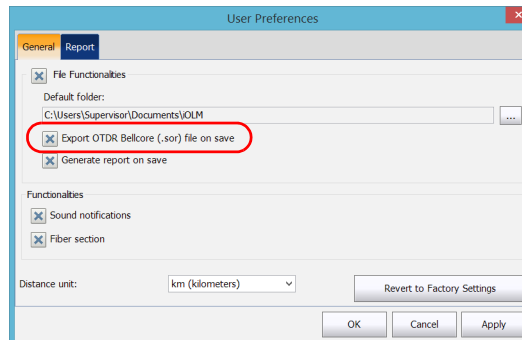 User Preferences
General Report
File Functionalities
Default folder:
C:\Users\Supervisor\Documents\iOLM
...
Export OTDR Bellcore (.sor) file on save
Generate report on save
Functionalities
Sound notifications
Fiber section
Distance unit: km (kilometers)
Revert to Factory Settings
OK Cancel Apply